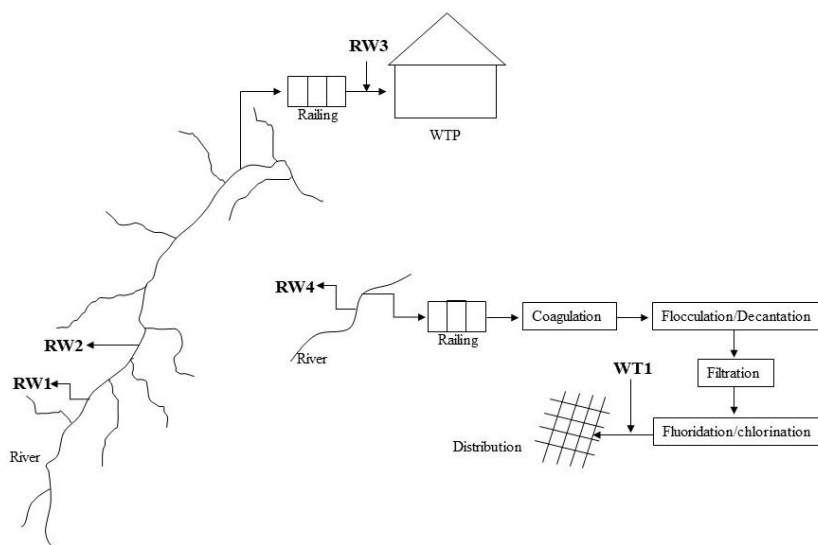 RW3
Railing
WTP
RW4
River
Railing
Coagulation
Flocculation/Decantation
Filtration
Fluoridation/chlorination
WT1
Distribution
RW2
RW1
River